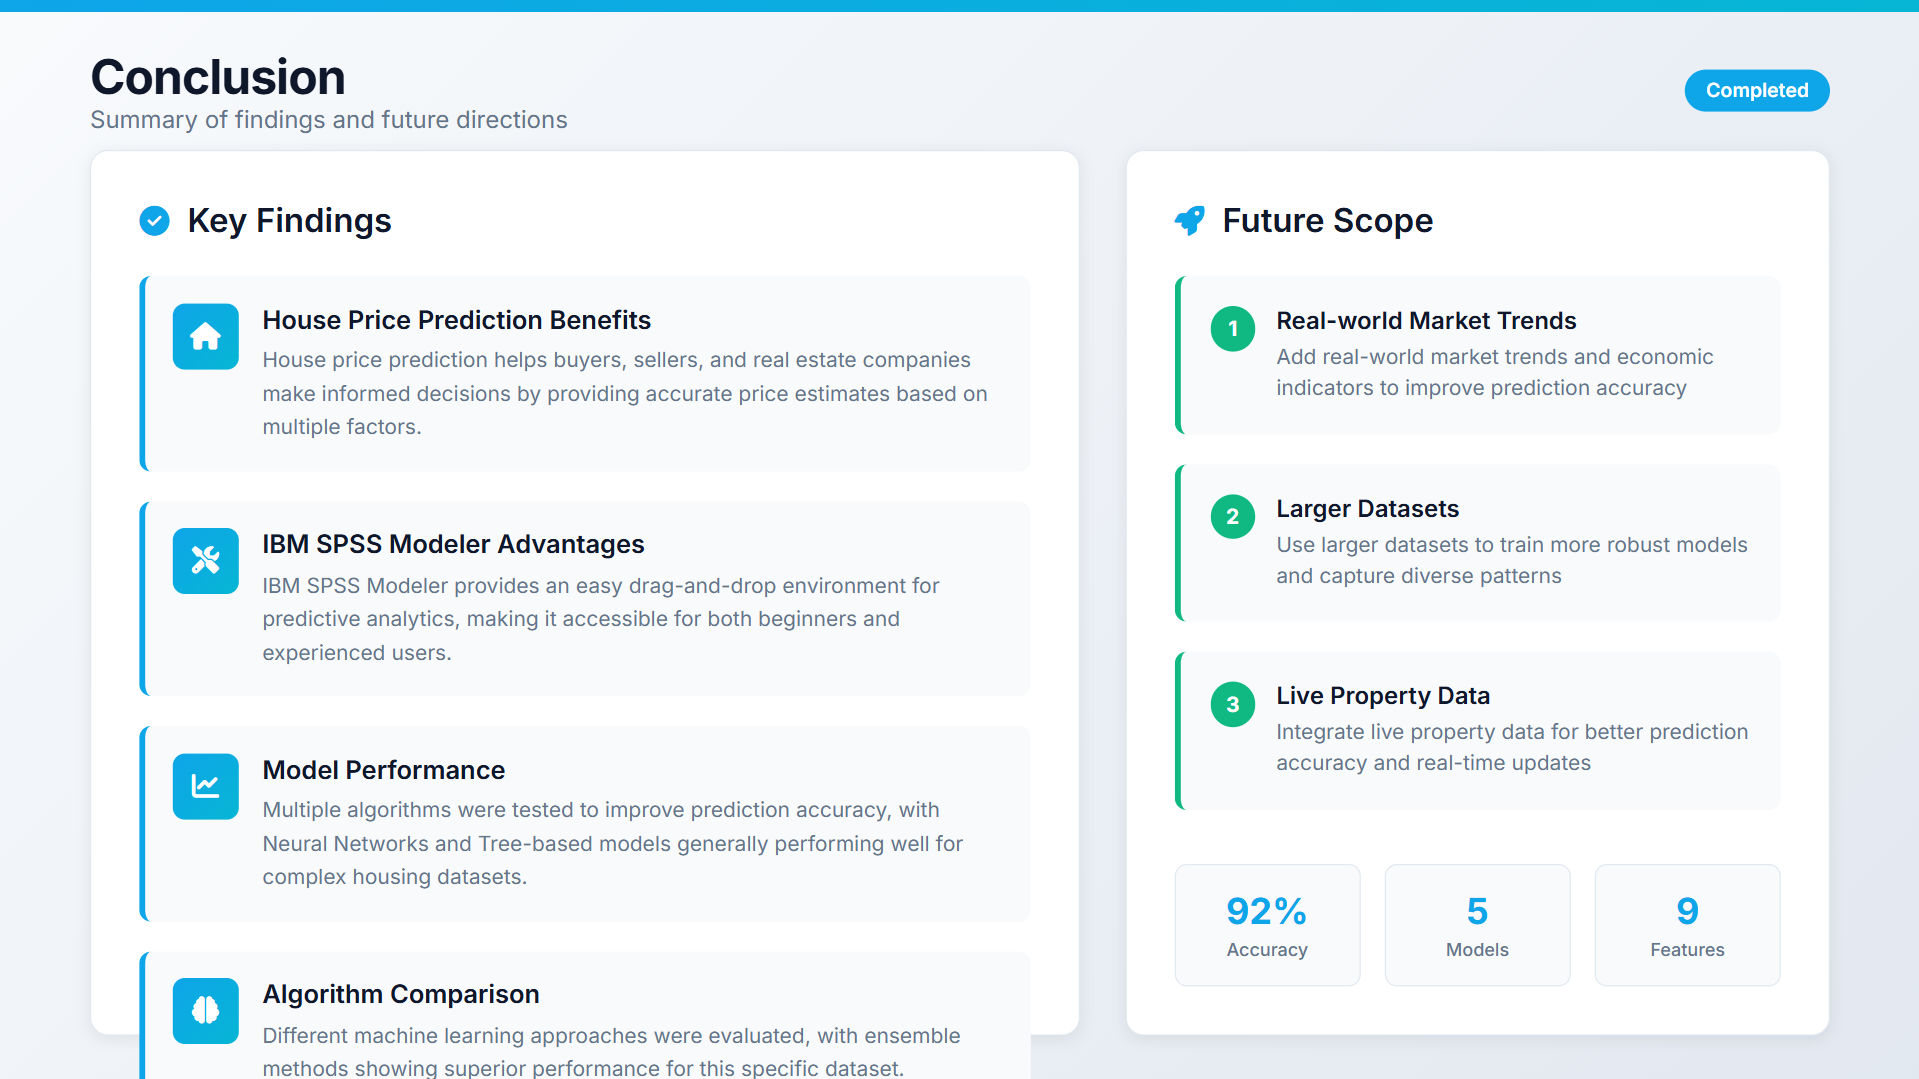 Conclusion
Summary of findings and future directions
Completed
Key Findings
House Price Prediction Benefits
House price prediction helps buyers, sellers, and real estate companies
make informed decisions by providing accurate price estimates based on
multiple factors.
IBM SPSS Modeler Advantages
IBM SPSS Modeler provides an easy drag-and-drop environment for
predictive analytics, making it accessible for both beginners and
experienced users.
Model Performance
Multiple algorithms were tested to improve prediction accuracy, with
Neural Networks and Tree-based models generally performing well for
complex housing datasets.
Algorithm Comparison
Different machine learning approaches were evaluated, with ensemble
methods showing superior performance for this specific dataset.
Future Scope
1
Real-world Market Trends
Add real-world market trends and economic
indicators to improve prediction accuracy
2
Larger Datasets
Use larger datasets to train more robust models
and capture diverse patterns
3
Live Property Data
Integrate live property data for better prediction
accuracy and real-time updates
92%
Accuracy
5
Models
9
Features